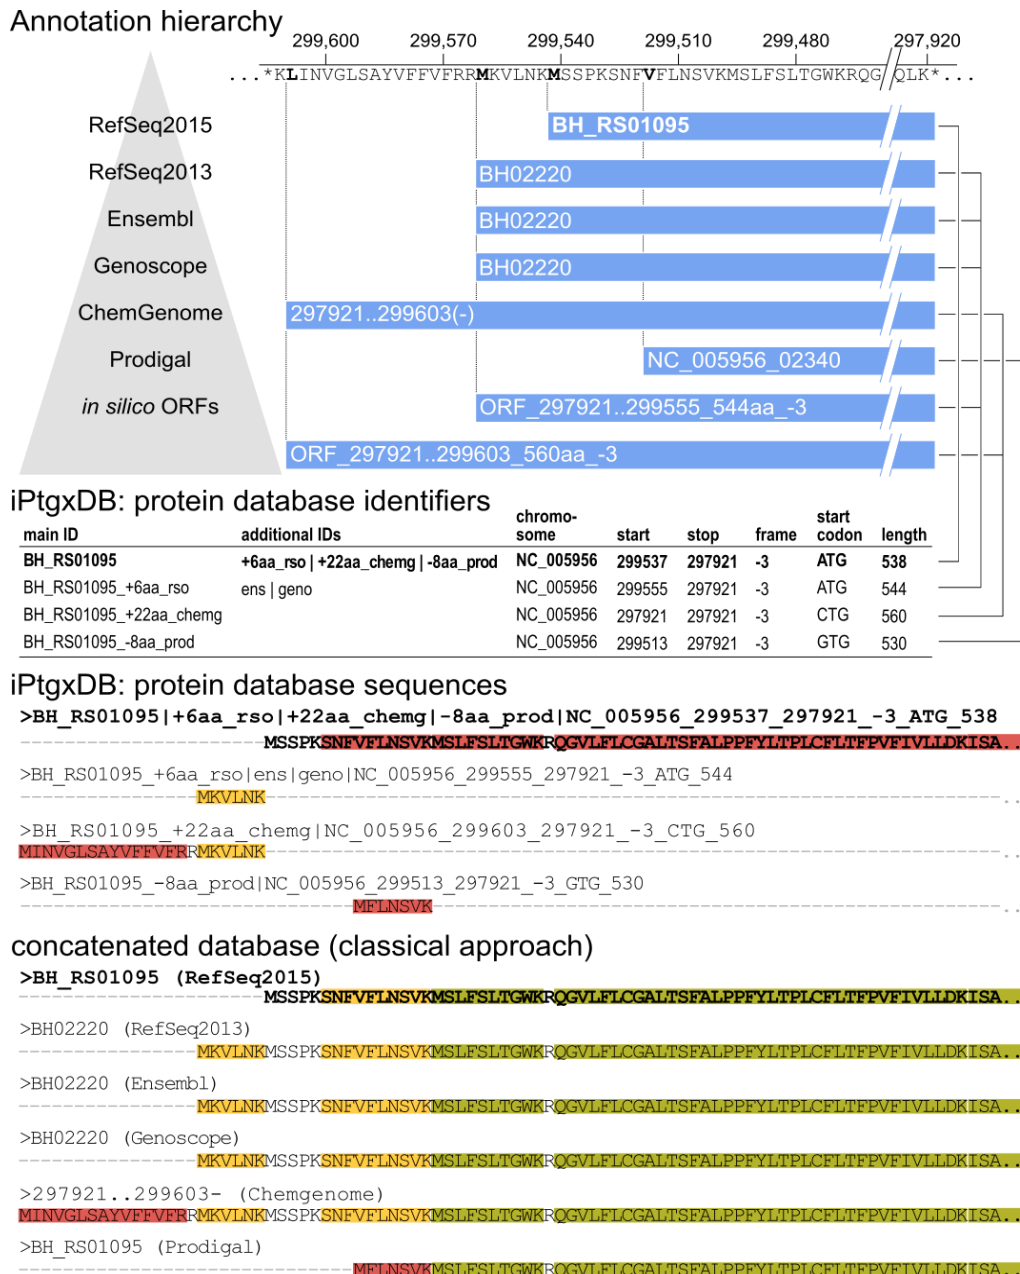 Annotation hierarchy
299,600 299,570 299,540 299,510 299,480 297,920
...*KLINVGLSAYVFFVFRRMKVLNKMSSPKSNFVFLNSVKMSLFSLTGWKRQG QLK*...
RefSeq2015 BH_RS01095
RefSeq2013 BH02220
Ensembl BH02220
Genoscope BH02220
ChemGenome 297921..299603(-)
Prodigal NC_005956_02340
in silico ORFs ORF_297921..299555_544aa_-3
ORF_297921..299603_560aa_-3
iPtgxDB: protein database identifiers
main ID additional IDs chromo-some start stop frame start codon length
BH_RS01095 +6aa_rso | +22aa_chemg | -8aa_prod NC_005956 299537 297921 -3 ATG 538
BH_RS01095_+6aa_rso ens | geno NC_005956 299555 297921 -3 ATG 544
BH_RS01095_+22aa_chemg NC_005956 297921 297921 -3 CTG 560
BH_RS01095_-8aa_prod NC_005956 299513 297921 -3 GTG 530
iPtgxDB: protein database sequences
>BH_RS01095|+6aa_rso|+22aa_chemg|-8aa_prod|NC_005956_299537_297921_-3_ATG_538
MSSPKSNFVFLNSVKMSLFSLTGWKRQGVLFLCGALTSFALPPFYLTPLCFLTFPVFIVLLDKISA..
>BH_RS01095_+6aa_rso|ens|geno|NC_005956_299555_297921_-3_ATG_544
MKVLNK..
>BH_RS01095_+22aa_chemg|NC_005956_299603_297921_-3_CTG_560
MINVGLSAYVFFVFRRMKVLNK..
>BH_RS01095_-8aa_prod|NC_005956_299513_297921_-3_GTG_530
MFLNSVK..
concatenated database (classical approach)
>BH_RS01095 (RefSeq2015)
MSSPKSNFVFLNSVKMSLFSLTGWKRQGVLFLCGALTSFALPPFYLTPLCFLTFPVFIVLLDKISA..
>BH02220 (RefSeq2013)
MKVLNKMSSPKSNFVFLNSVKMSLFSLTGWKRQGVLFLCGALTSFALPPFYLTPLCFLTFPVFIVLLDKISA..
>BH02220 (Ensembl)
MKVLNKMSSPKSNFVFLNSVKMSLFSLTGWKRQGVLFLCGALTSFALPPFYLTPLCFLTFPVFIVLLDKISA..
>BH02220 (Genoscope)
MKVLNKMSSPKSNFVFLNSVKMSLFSLTGWKRQGVLFLCGALTSFALPPFYLTPLCFLTFPVFIVLLDKISA..
>297921..299603- (Chemgenome)
MINVGLSAYVFFVFRRMKVLNKMSSPKSNFVFLNSVKMSLFSLTGWKRQGVLFLCGALTSFALPPFYLTPLCFLTFPVFIVLLDKISA..
>BH_RS01095 (Prodigal)
MFLNSVKMSLFSLTGWKRQGVLFLCGALTSFALPPFYLTPLCFLTFPVFIVLLDKISA..